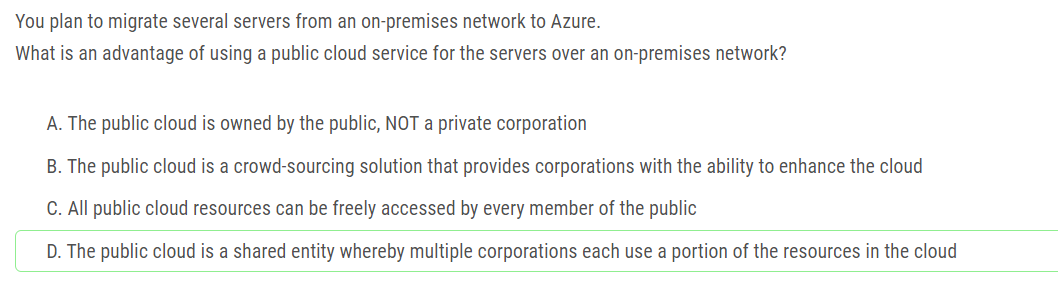 You plan to migrate several servers from an on-premises network to Azure.
What is an advantage of using a public cloud service for the servers over an on-premises network?
A. The public cloud is owned by the public, NOT a private corporation
B. The public cloud is a crowd-sourcing solution that provides corporations with the ability to enhance the cloud
C. All public cloud resources can be freely accessed by every member of the public
D. The public cloud is a shared entity whereby multiple corporations each use a portion of the resources in the cloud